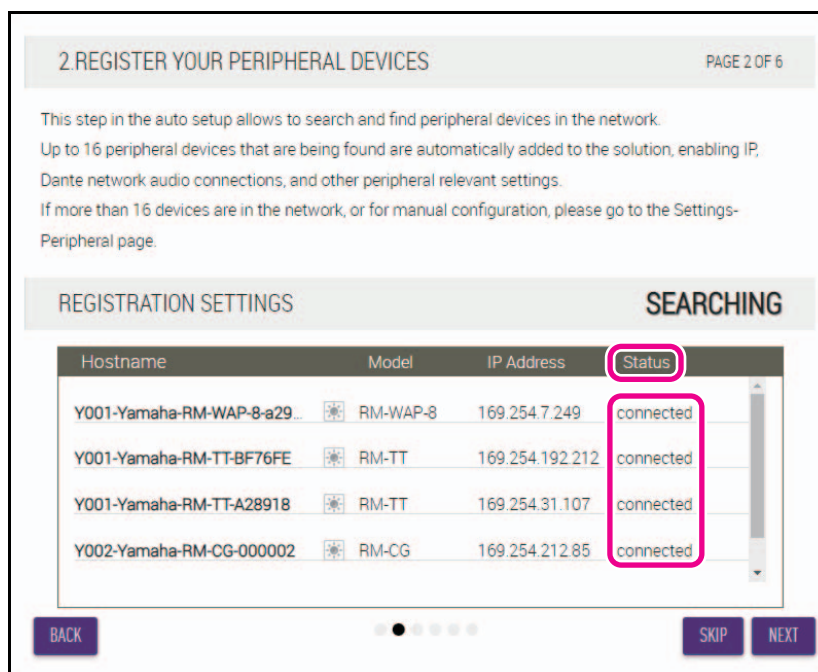 2.REGISTER YOUR PERIPHERAL DEVICES PAGE 2 OF 6
This step in the auto setup allows to search and find peripheral devices in the network.
Up to 16 peripheral devices that are being found are automatically added to the solution, enabling IP,
Dante network audio connections, and other peripheral relevant settings.
If more than 16 devices are in the network, or for manual configuration, please go to the Settings-
Peripheral page.
REGISTRATION SETTINGS SEARCHING
Hostname Model IP Address Status
Y001-Yamaha-RM-WAP-8-a29... RM-WAP-8 169.254.7.249 connected
Y001-Yamaha-RM-TT-BF76FE RM-TT 169.254.192.212 connected
Y001-Yamaha-RM-TT-A28918 RM-TT 169.254.31.107 connected
Y002-Yamaha-RM-CG-000002 RM-CG 169.254.212.85 connected
BACK SKIP NEXT